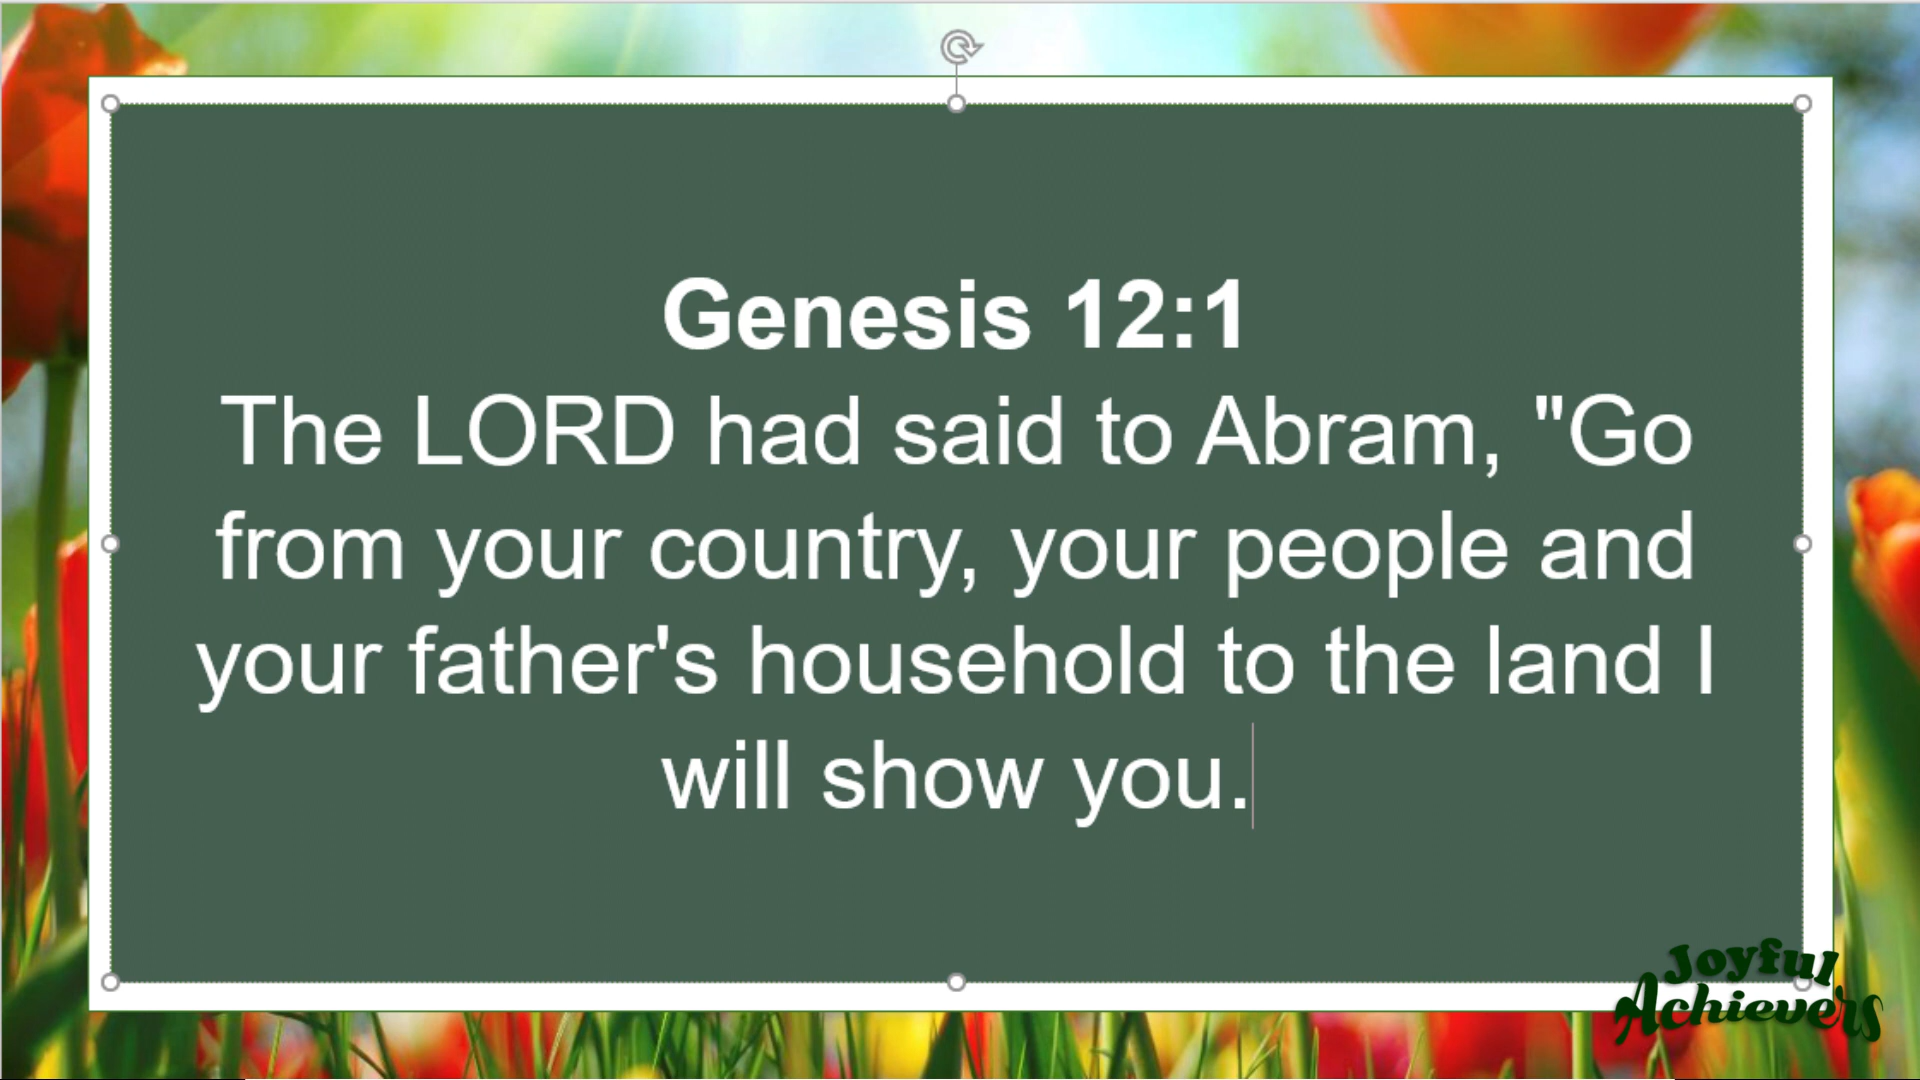 Genesis 12:1
The LORD had said to Abram, "Go
from your country, your people and
your father's household to the land I
will show you.
Joyful
Achievers